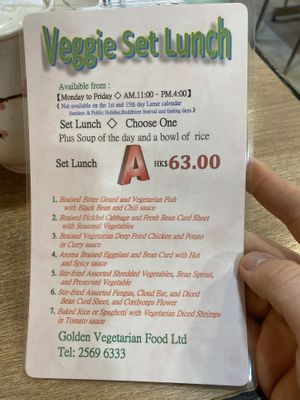 Veggie Set Lunch
Available from :
【Monday to Friday ◇ AM.11:00 - PM.4:00】
( Not available on the 1st and 15th day Lunar calendar
Sundays & Public Holiday,Buddhism festival and fasting days. )
Set Lunch ◇ Choose One
Plus Soup of the day and a bowl of rice
Set Lunch A HK$ 63.00
1. Braised Bitter Gourd and Vegetarian Fish
with Black Bean and Chili sauce
2. Braised Pickled Cabbage and Fresh Bean Curd Sheet
with Seasonal Vegetables
3. Braised Vegetarian Deep Fried Chicken and Potato
in Curry sauce
4. Aroma Braised Eggplant and Bean Curd with Hot
and Spicy sauce
5. Stir-fried Assorted Shredded Vegetables, Bean Sprout,
and Preserved Vegetable
6. Stir-fried Assorted Fungus, Cloud Ear, and Diced
Bean Curd Sheet, and Cordyceps Flower
7. Baked Rice or Spaghetti with Vegetarian Diced Shrimps
in Tomato sauce
Golden Vegetarian Food Ltd
Tel: 2569 6333